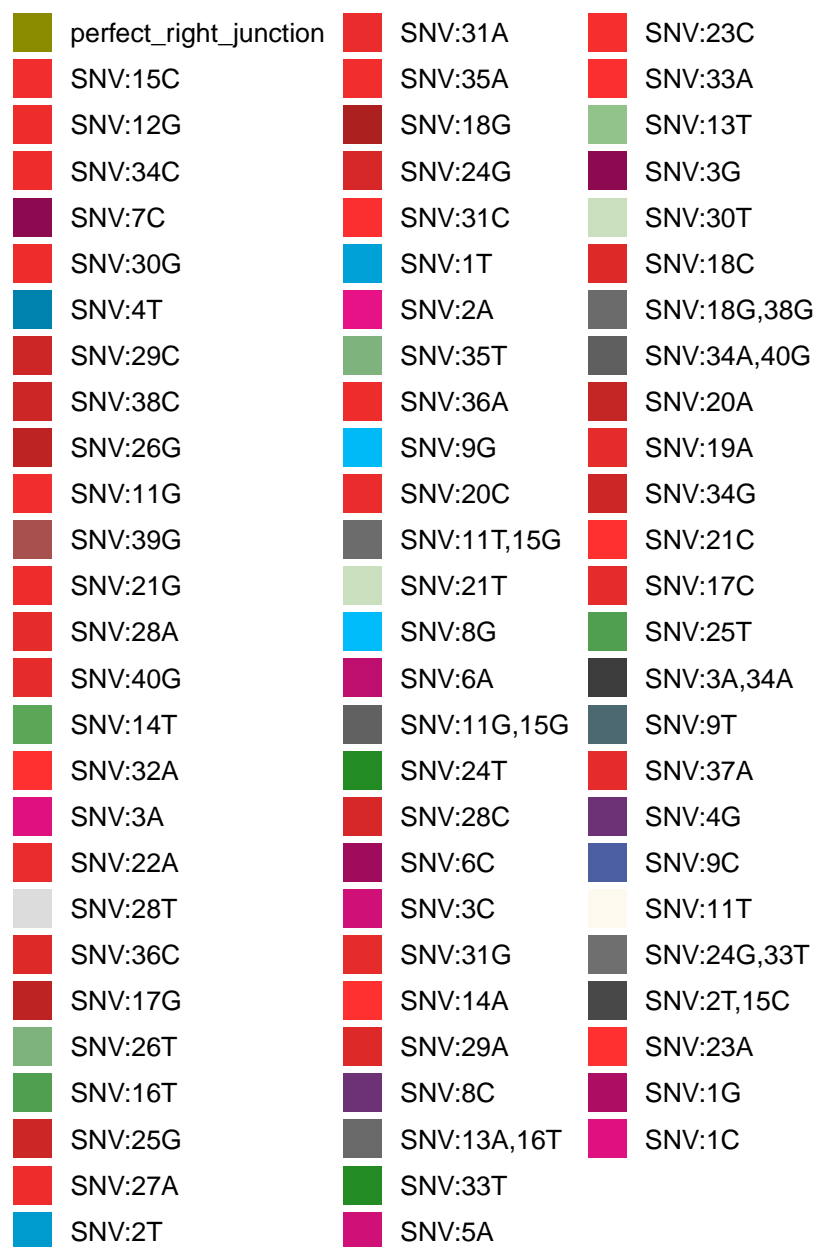 perfect_right_junction
SNV:15C
SNV:12G
SNV:34C
SNV:7C
SNV:30G
SNV:4T
SNV:29C
SNV:38C
SNV:26G
SNV:11G
SNV:39G
SNV:21G
SNV:28A
SNV:40G
SNV:14T
SNV:32A
SNV:3A
SNV:22A
SNV:28T
SNV:36C
SNV:17G
SNV:26T
SNV:16T
SNV:25G
SNV:27A
SNV:2T
SNV:31A
SNV:35A
SNV:18G
SNV:24G
SNV:31C
SNV:1T
SNV:2A
SNV:35T
SNV:36A
SNV:9G
SNV:20C
SNV:11T,15G
SNV:21T
SNV:8G
SNV:6A
SNV:11G,15G
SNV:24T
SNV:28C
SNV:6C
SNV:3C
SNV:31G
SNV:14A
SNV:29A
SNV:8C
SNV:13A,16T
SNV:33T
SNV:5A
SNV:23C
SNV:33A
SNV:13T
SNV:3G
SNV:30T
SNV:18C
SNV:18G,38G
SNV:34A,40G
SNV:20A
SNV:19A
SNV:34G
SNV:21C
SNV:17C
SNV:25T
SNV:3A,34A
SNV:9T
SNV:37A
SNV:4G
SNV:9C
SNV:11T
SNV:24G,33T
SNV:2T,15C
SNV:23A
SNV:1G
SNV:1C